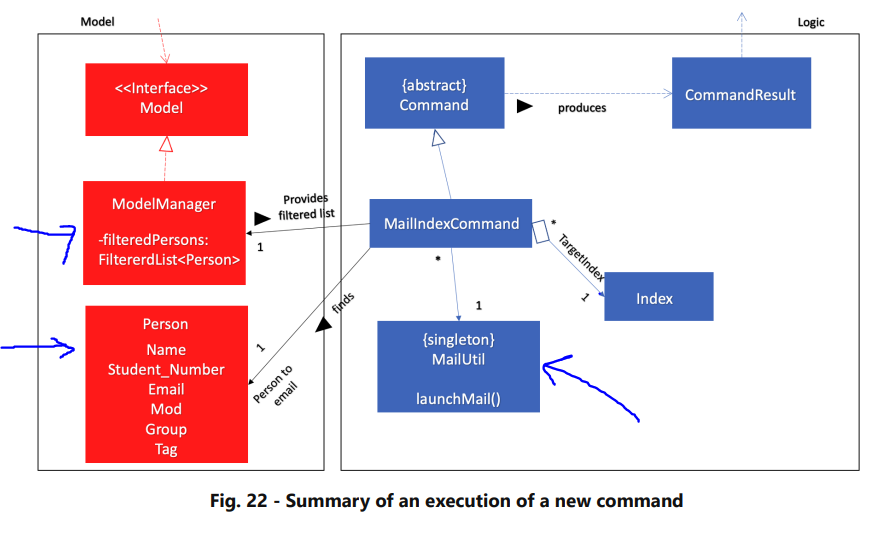 Model
Logic
<<Interface>>
Model
{abstract}
Command
produces
CommandResult
ModelManager
-filteredPersons:
FiltererdList<Person>
Provides
filtered list
1
MailIndexCommand
*
TargetIndex
1
Index
*
1
finds
1
Person to
email
Person
Name
Student_Number
Email
Mod
Group
Tag
{singleton}
MailUtil
launchMail()
Fig. 22 - Summary of an execution of a new command